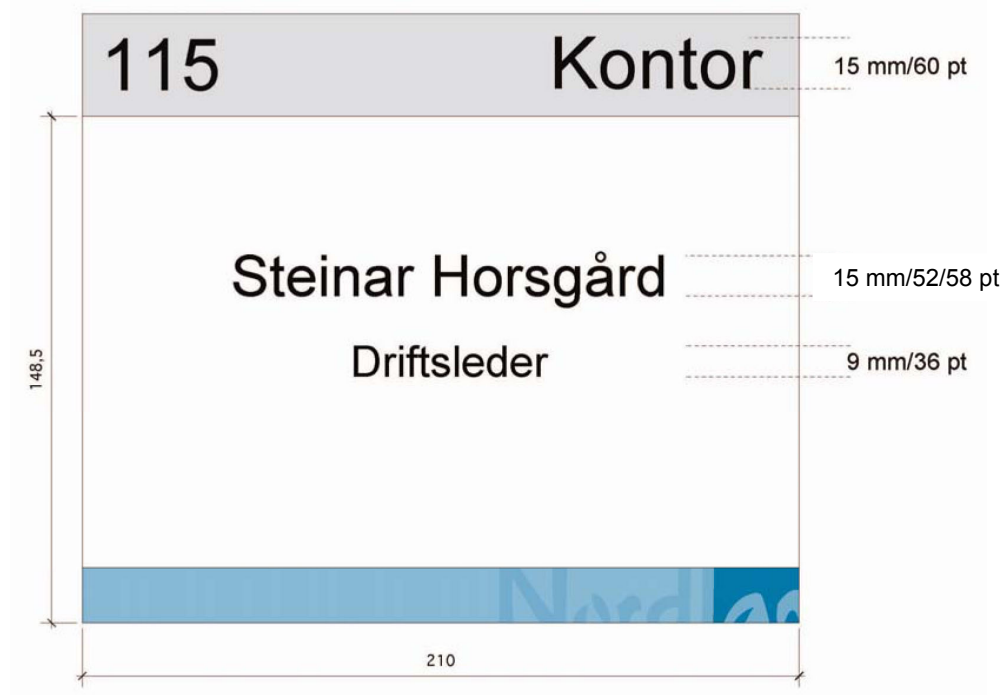 115 Kontor
15 mm/60 pt
Steinar Horsgård
15 mm/52/58 pt
Driftsleder
9 mm/36 pt
148,5
210